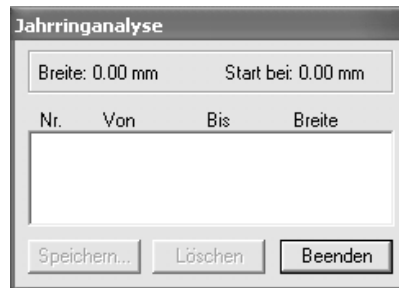 Jahrringanalyse
Breite: 0.00 mm Start bei: 0.00 mm
Nr. Von Bis Breite
Speichern... Löschen Beenden